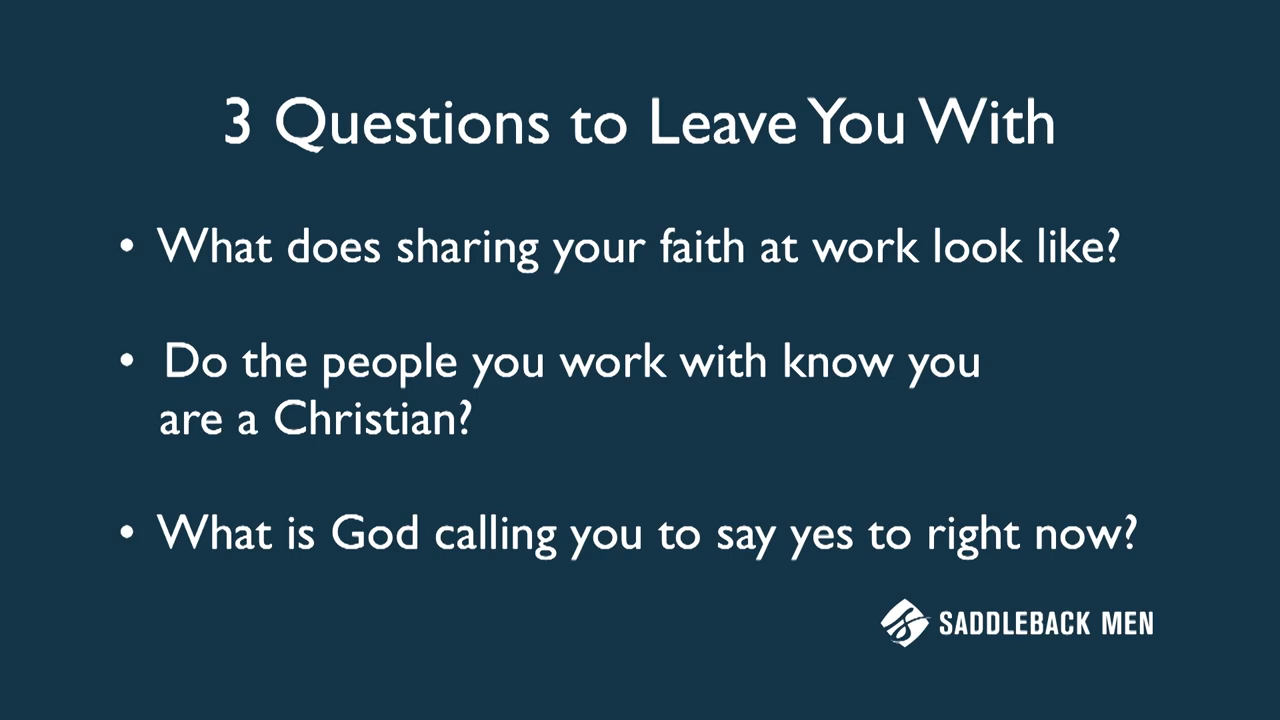 3 Questions to Leave You With
• What does sharing your faith at work look like?
• Do the people you work with know you
are a Christian?
• What is God calling you to say yes to right now?
SADDLEBACK MEN